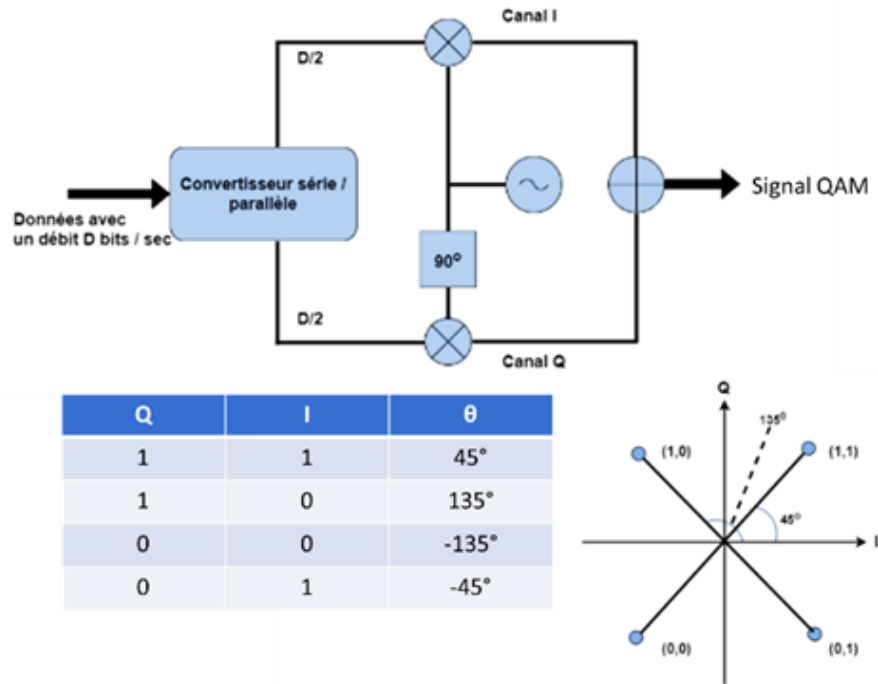 Canal I
D/2
Convertisseur série /
parallèle
Signal QAM
Données avec
un débit D bits / sec
90°
D/2
Canal Q
Q I θ
1 1 45°
1 0 135°
0 0 -135°
0 1 -45°
Q
135°
(1,0) (1,1)
45°
I
(0,0) (0,1)